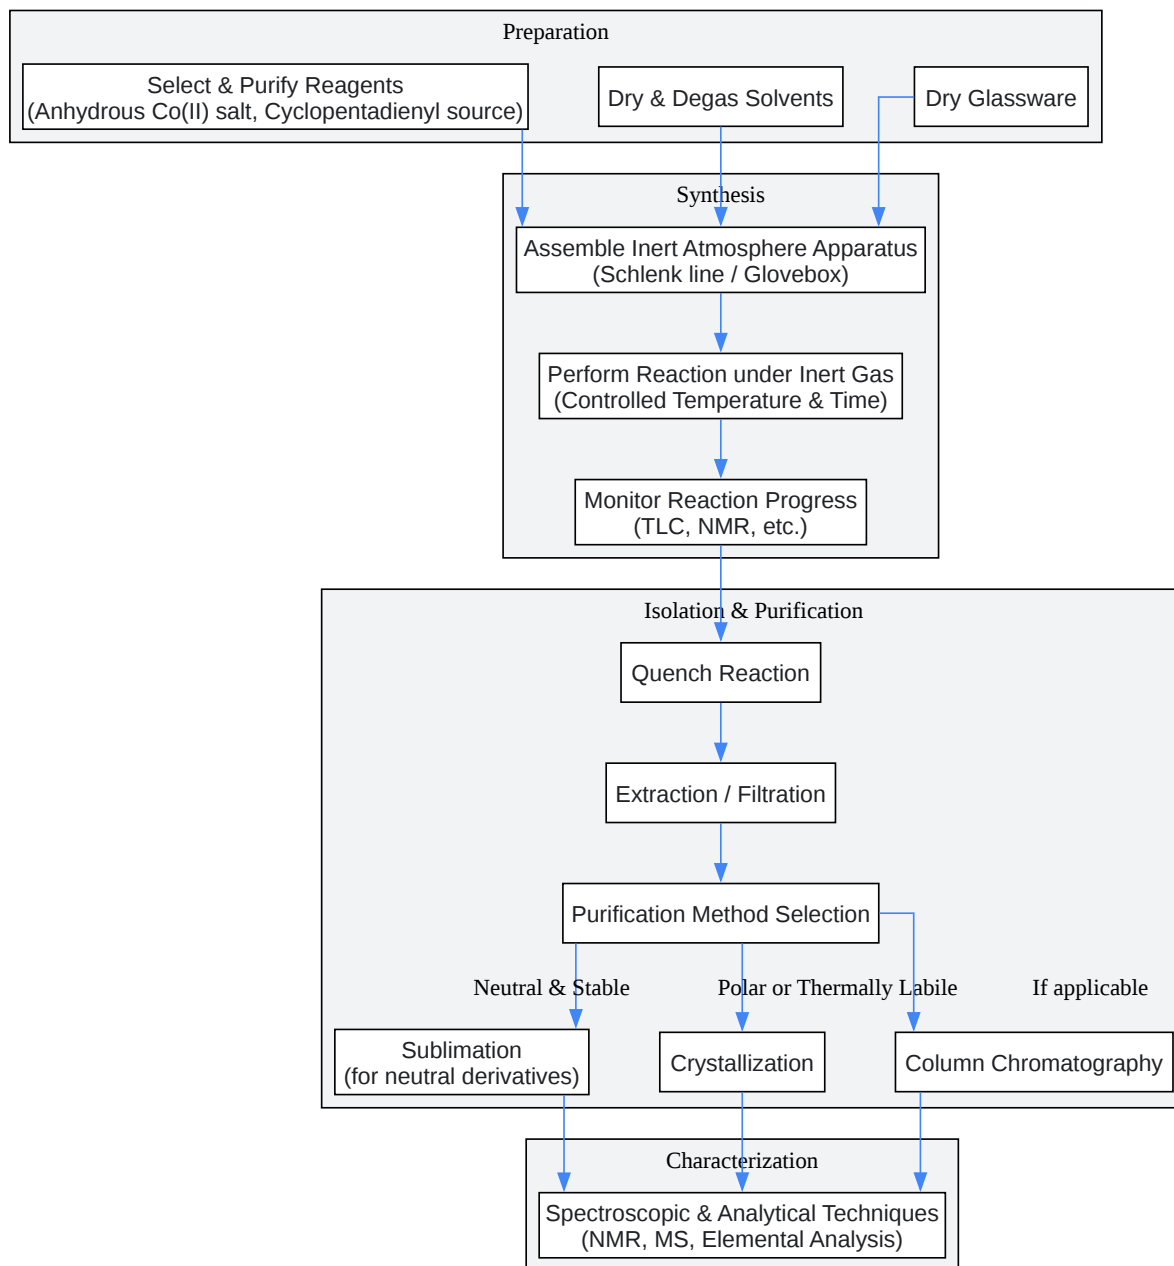 Preparation
Select & Purify Reagents
(Anhydrous Co(II) salt, Cyclopentadienyl source)
Dry & Degas Solvents
Dry Glassware
Synthesis
Assemble Inert Atmosphere Apparatus
(Schlenk line / Glovebox)
Perform Reaction under Inert Gas
(Controlled Temperature & Time)
Monitor Reaction Progress
(TLC, NMR, etc.)
Isolation & Purification
Quench Reaction
Extraction / Filtration
Purification Method Selection
Neutral & Stable
Polar or Thermally Labile
If applicable
Sublimation
(for neutral derivatives)
Crystallization
Column Chromatography
Characterization
Spectroscopic & Analytical Techniques
(NMR, MS, Elemental Analysis)